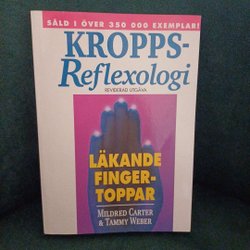 SÅLD I ÖVER 350 000 EXEMPLAR!
KROPPS-
Reflexologi
REVIDERAD UTGÅVA
LÄKANDE
FINGER-
TOPPAR
MILDRED CARTER
& TAMMY WEBER